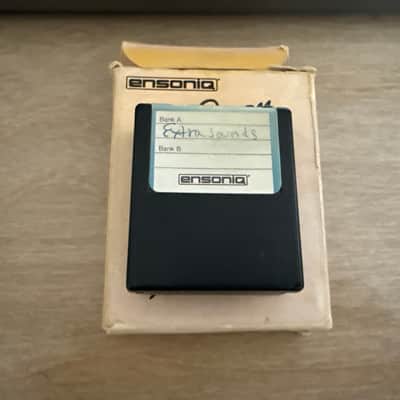 ensoniq
Bank A
Extra sounds
Bank B
ensoniq